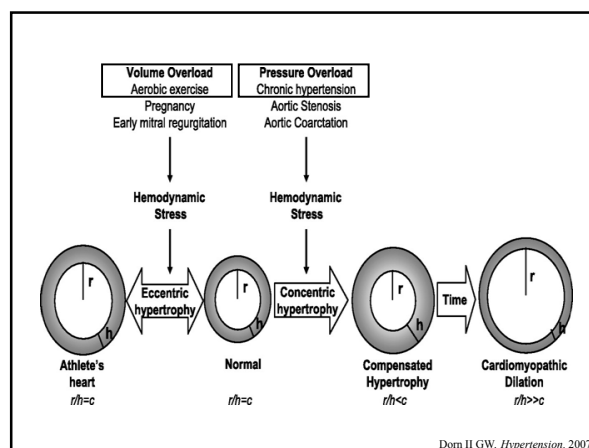 Volume Overload
Aerobic exercise
Pregnancy
Early mitral regurgitation
Pressure Overload
Chronic hypertension
Aortic Stenosis
Aortic Coarctation
Hemodynamic
Stress
Hemodynamic
Stress
r
h
Eccentric
hypertrophy
r
h
Concentric
hypertrophy
r
h
Time
r
h
Athlete's
heart
r/h=c
Normal
r/h=c
Compensated
Hypertrophy
r/h<c
Cardiomyopathic
Dilation
r/h>>c
Dorn II GW. Hypertension. 2007